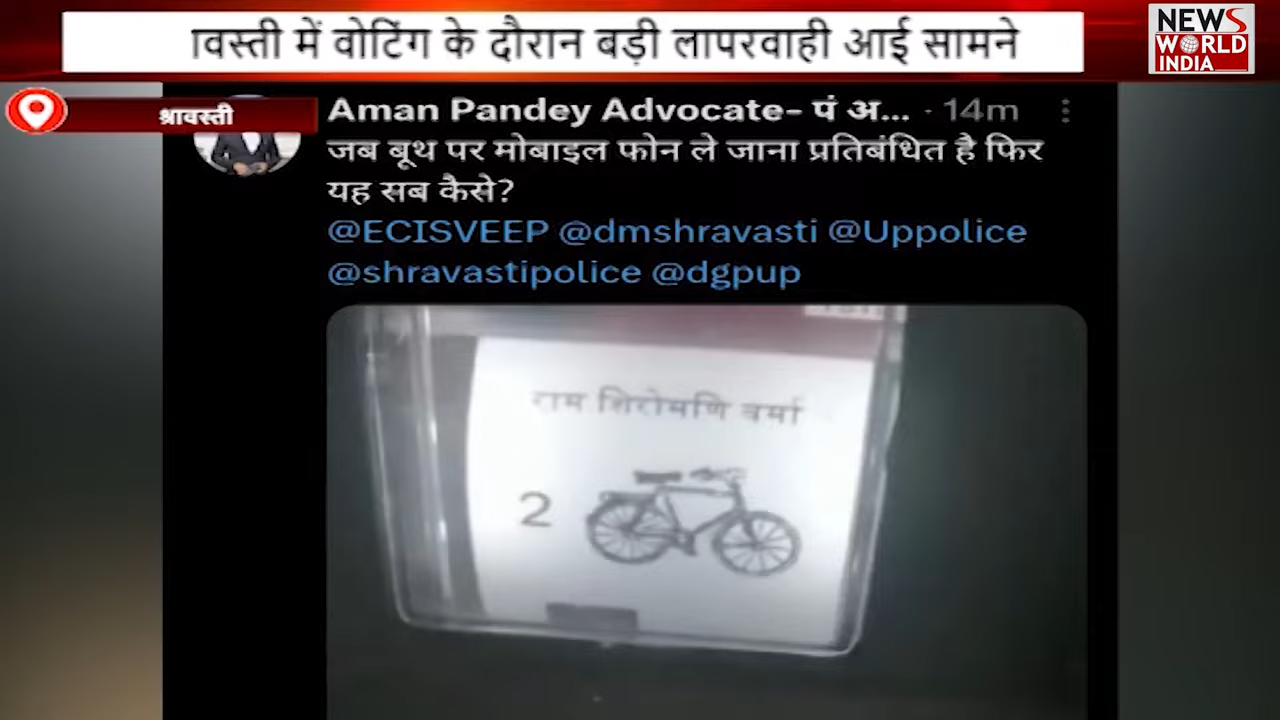 ावस्ती में वोटिंग के दौरान बड़ी लापरवाही आई सामने
NEWS
WORLD
INDIA
श्रावस्ती
Aman Pandey Advocate- पं अ... · 14m
जब बूथ पर मोबाइल फोन ले जाना प्रतिबंधित है फिर
यह सब कैसे?
@ECISVEEP @dmshravasti @Uppolice
@shravastipolice @dgpup
राम शिरोमणि वर्मा
2